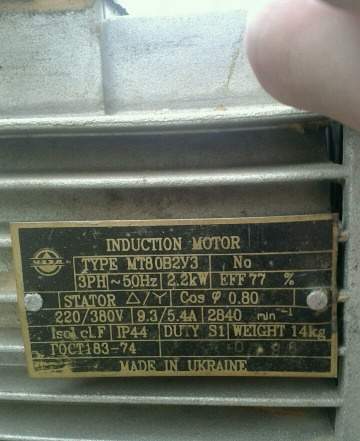 INDUCTION MOTOR
TYPE MT80B2У3 No
3PH ~ 50Hz 2.2kW EFF 77 %
STATOR △/Y Cos φ 0.80
220/380V 9.3/5.4A 2840 min⁻¹
Isol cl.F IP44 DUTY S1 WEIGHT 14kg
ГОСТ183-74
MADE IN UKRAINE